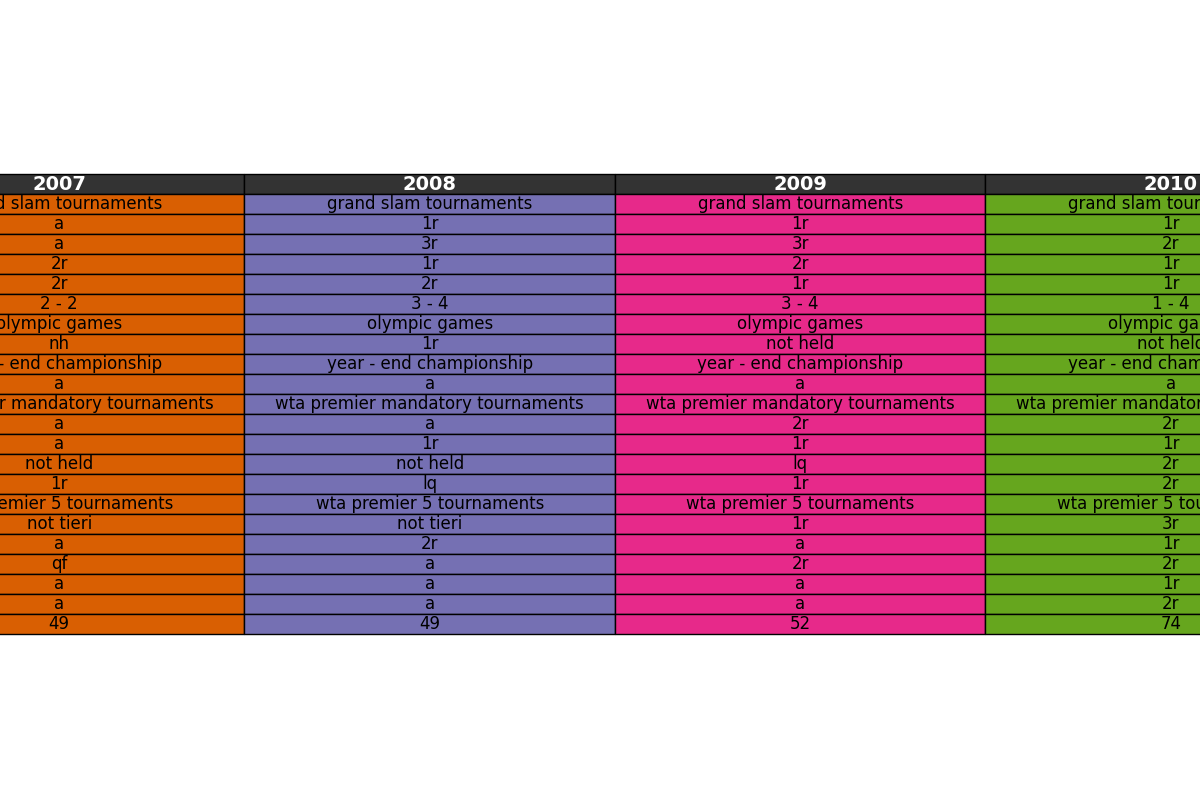 2007 2008 2009 2010
slam tournaments grand slam tournaments grand slam tournaments grand slam
a 1r 1r 1r
a 3r 3r 2r
2r 1r 2r 1r
2r 2r 1r 1r
2 - 2 3 - 4 3 - 4 1 - 4
olympic games olympic games olympic games olympic
nh 1r not held not held
- end championship year - end championship year - end championship year - end
a a a a
mandatory tournaments wta premier mandatory tournaments wta premier mandatory tournaments wta premier
a a 2r 2r
a 1r 1r 1r
not held not held lq 2r
1r lq 1r 2r
5 tournaments wta premier 5 tournaments wta premier 5 tournaments wta premier 5
not tieri not tieri 1r 3r
a 2r a 1r
qf a 2r 2r
a a a 1r
a a a 2r
49 49 52 74